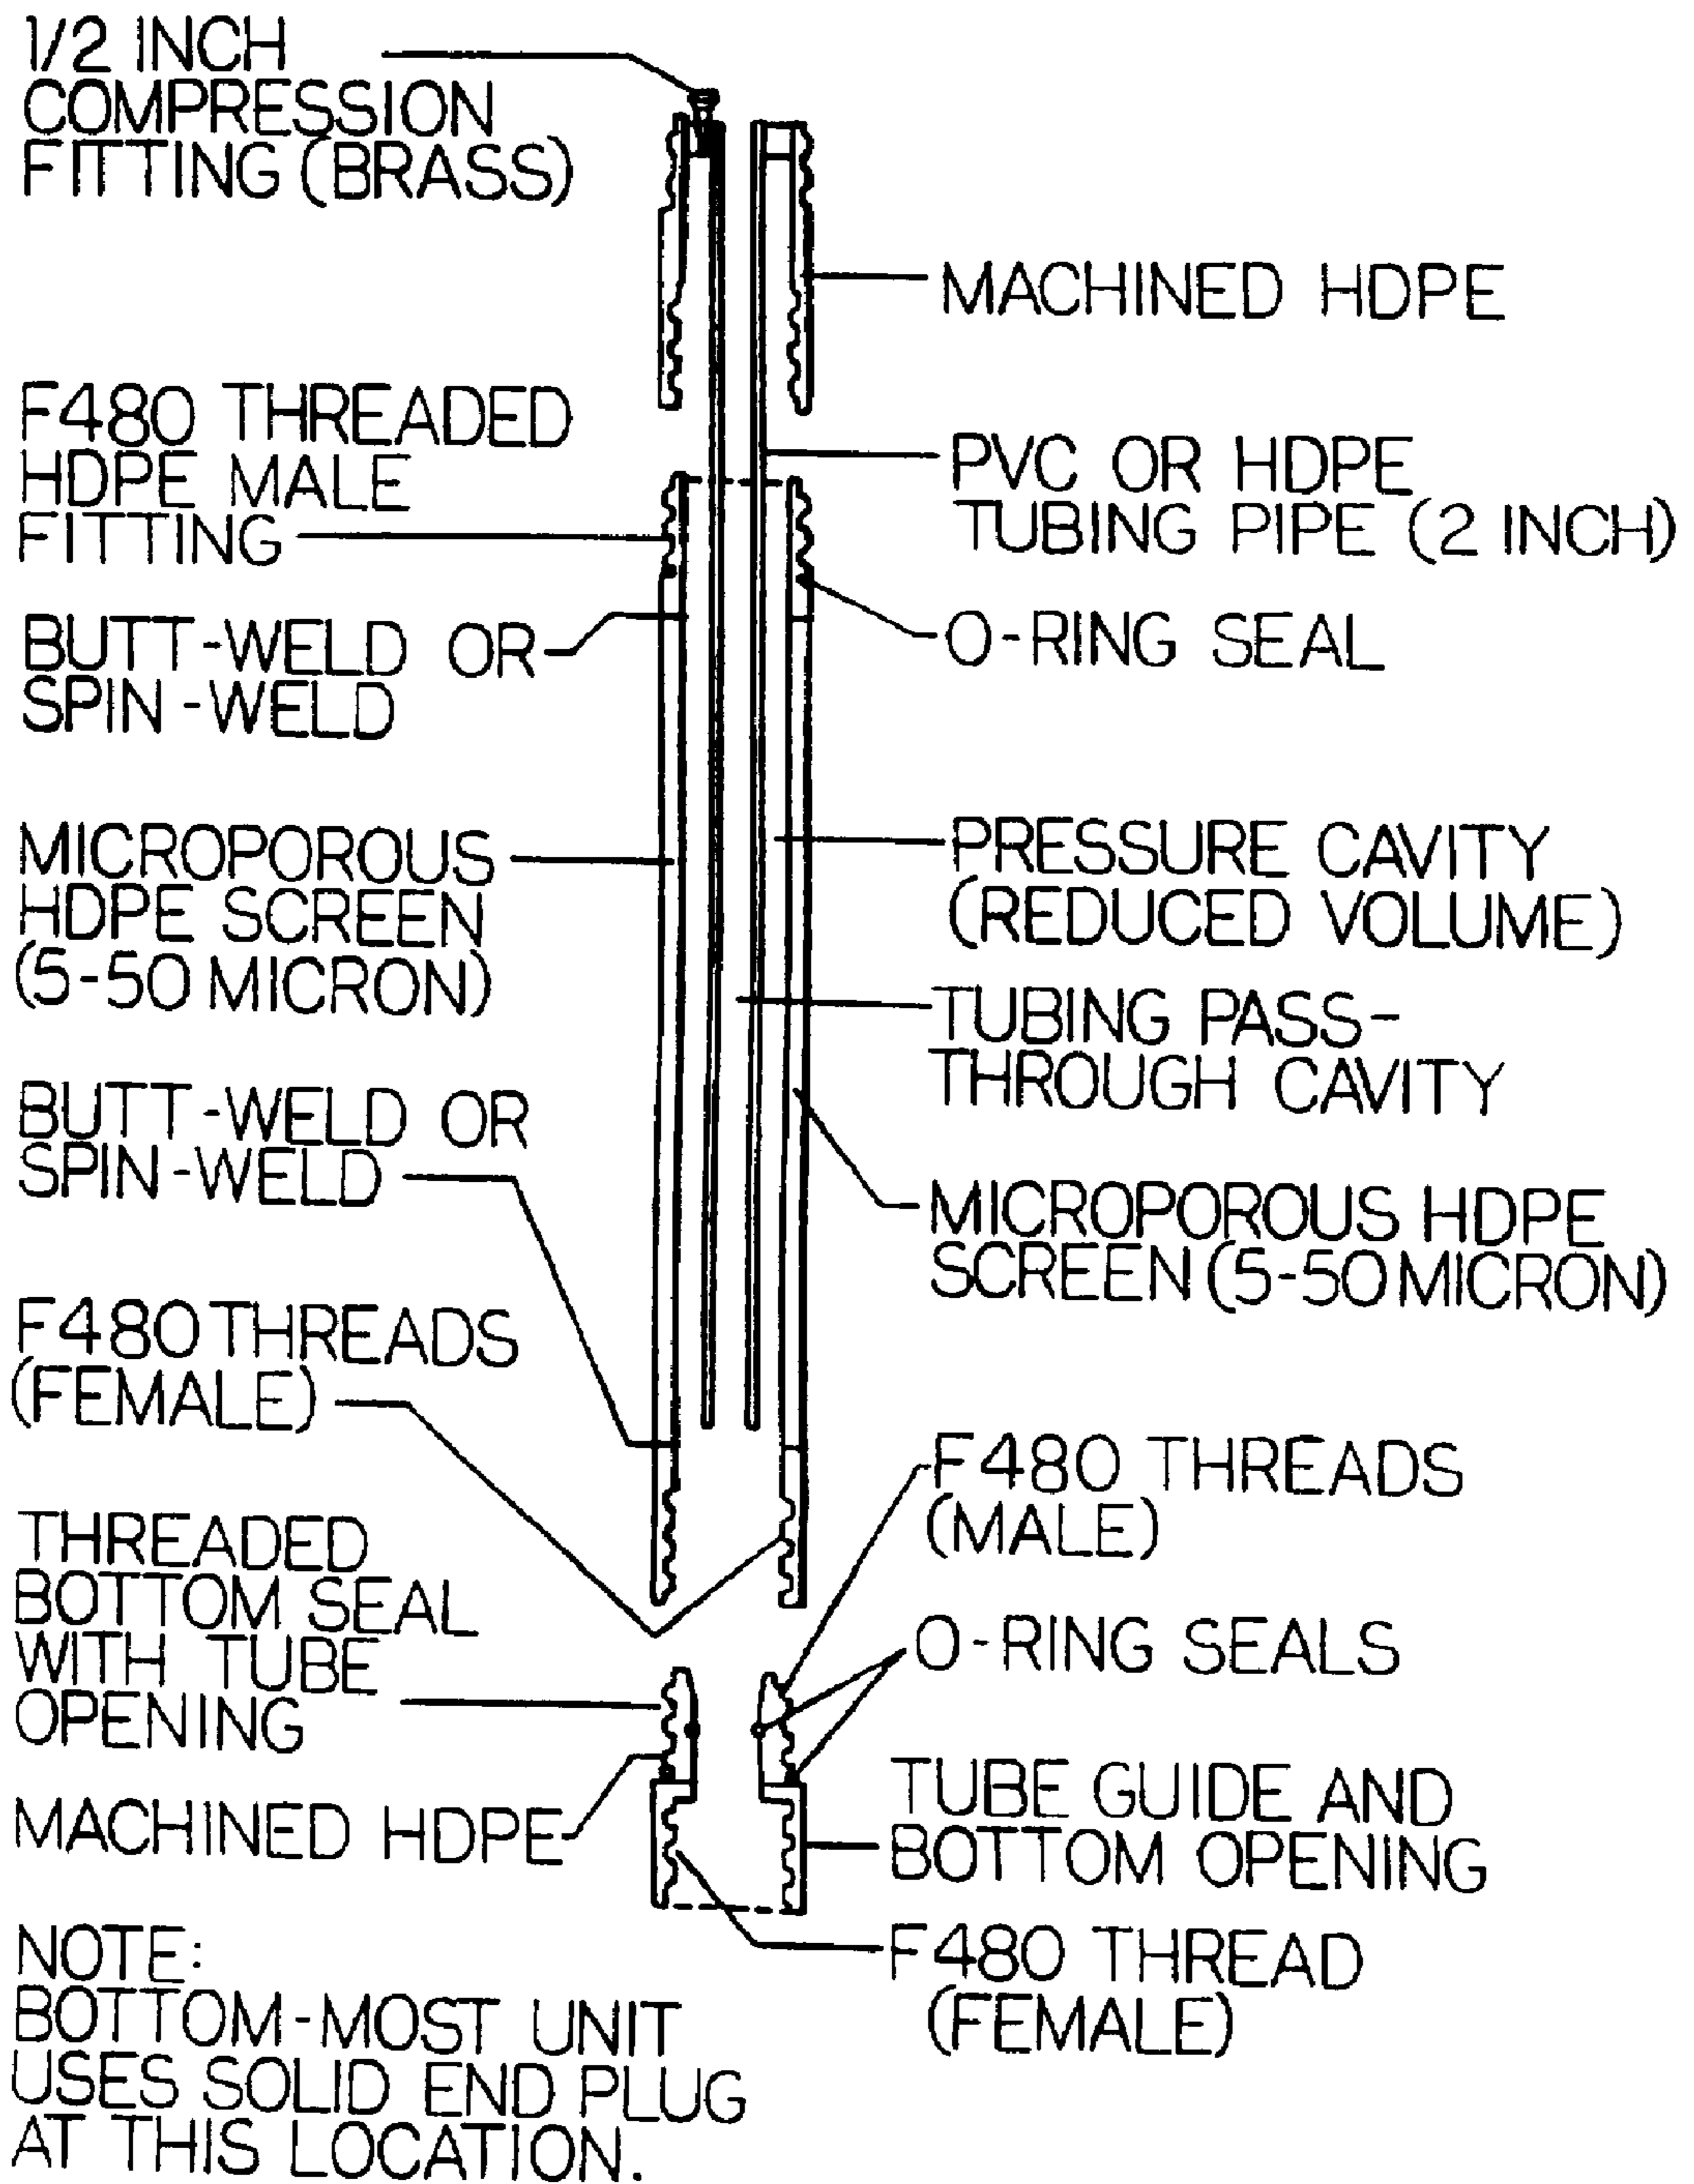 1/2 INCH
COMPRESSION
FITTING (BRASS)
MACHINED HDPE
F480 THREADED
HDPE MALE
FITTING
PVC OR HDPE
TUBING PIPE (2 INCH)
BUTT-WELD OR
SPIN-WELD
O-RING SEAL
MICROPOROUS
HDPE SCREEN
(5-50 MICRON)
PRESSURE CAVITY
(REDUCED VOLUME)
TUBING PASS-
THROUGH CAVITY
BUTT-WELD OR
SPIN-WELD
MICROPOROUS HDPE
SCREEN (5-50 MICRON)
F480 THREADS
(FEMALE)
F480 THREADS
(MALE)
THREADED
BOTTOM SEAL
WITH TUBE
OPENING
O-RING SEALS
MACHINED HDPE
TUBE GUIDE AND
BOTTOM OPENING
F480 THREAD
(FEMALE)
NOTE:
BOTTOM-MOST UNIT
USES SOLID END PLUG
AT THIS LOCATION.